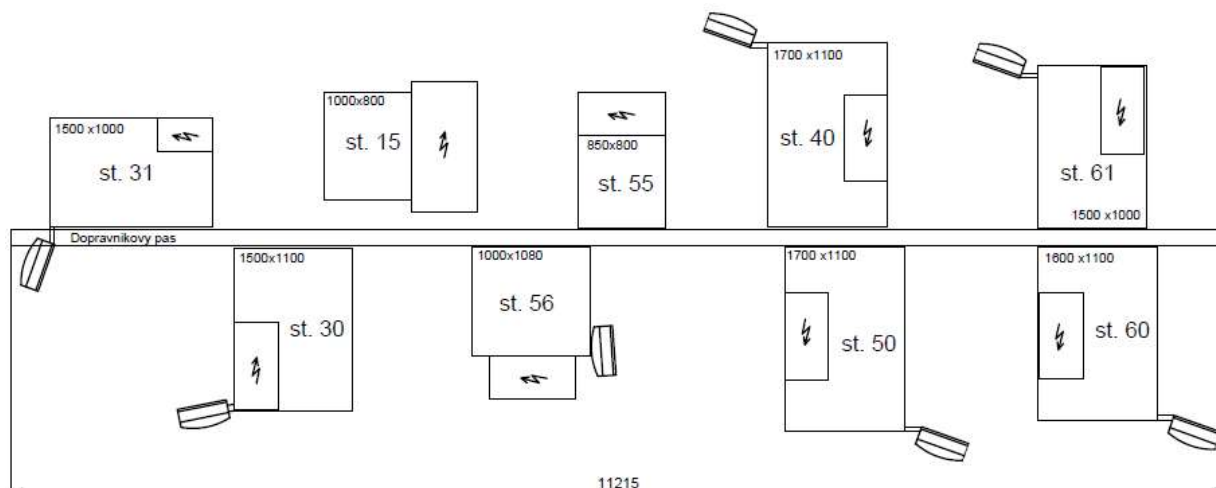 1700 x1100
1000x800
1500 x1000
850x800
st. 15
st. 40
st. 31
st. 55
st. 61
1500 x1000
Dopravnikovy pas
1500x1100
1000x1080
1700 x1100
1600 x1100
st. 56
st. 30
st. 50
st. 60
11215